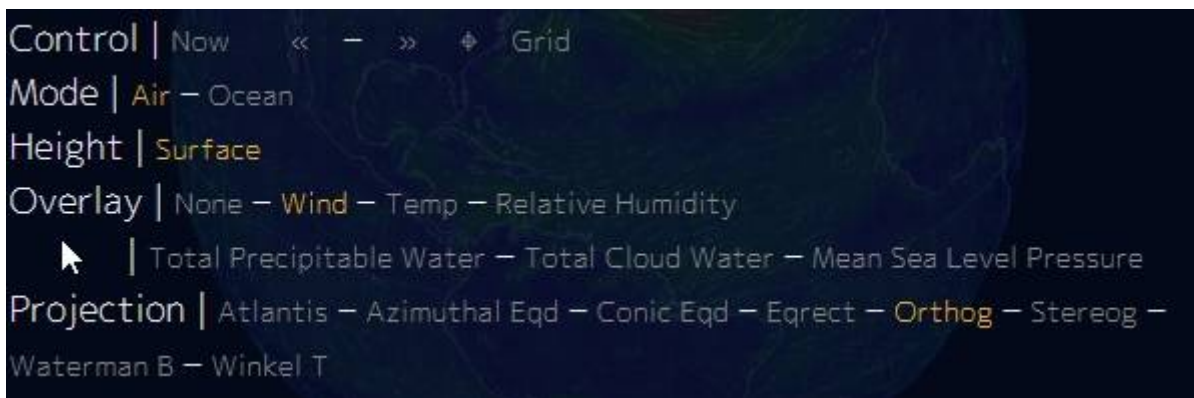 Control | Now « – » ⌖ Grid
Mode | Air – Ocean
Height | Surface
Overlay | None – Wind – Temp – Relative Humidity
| Total Precipitable Water – Total Cloud Water – Mean Sea Level Pressure
Projection | Atlantis – Azimuthal Eqd – Conic Eqd – Eqrect – Orthog – Stereog –
Waterman B – Winkel T